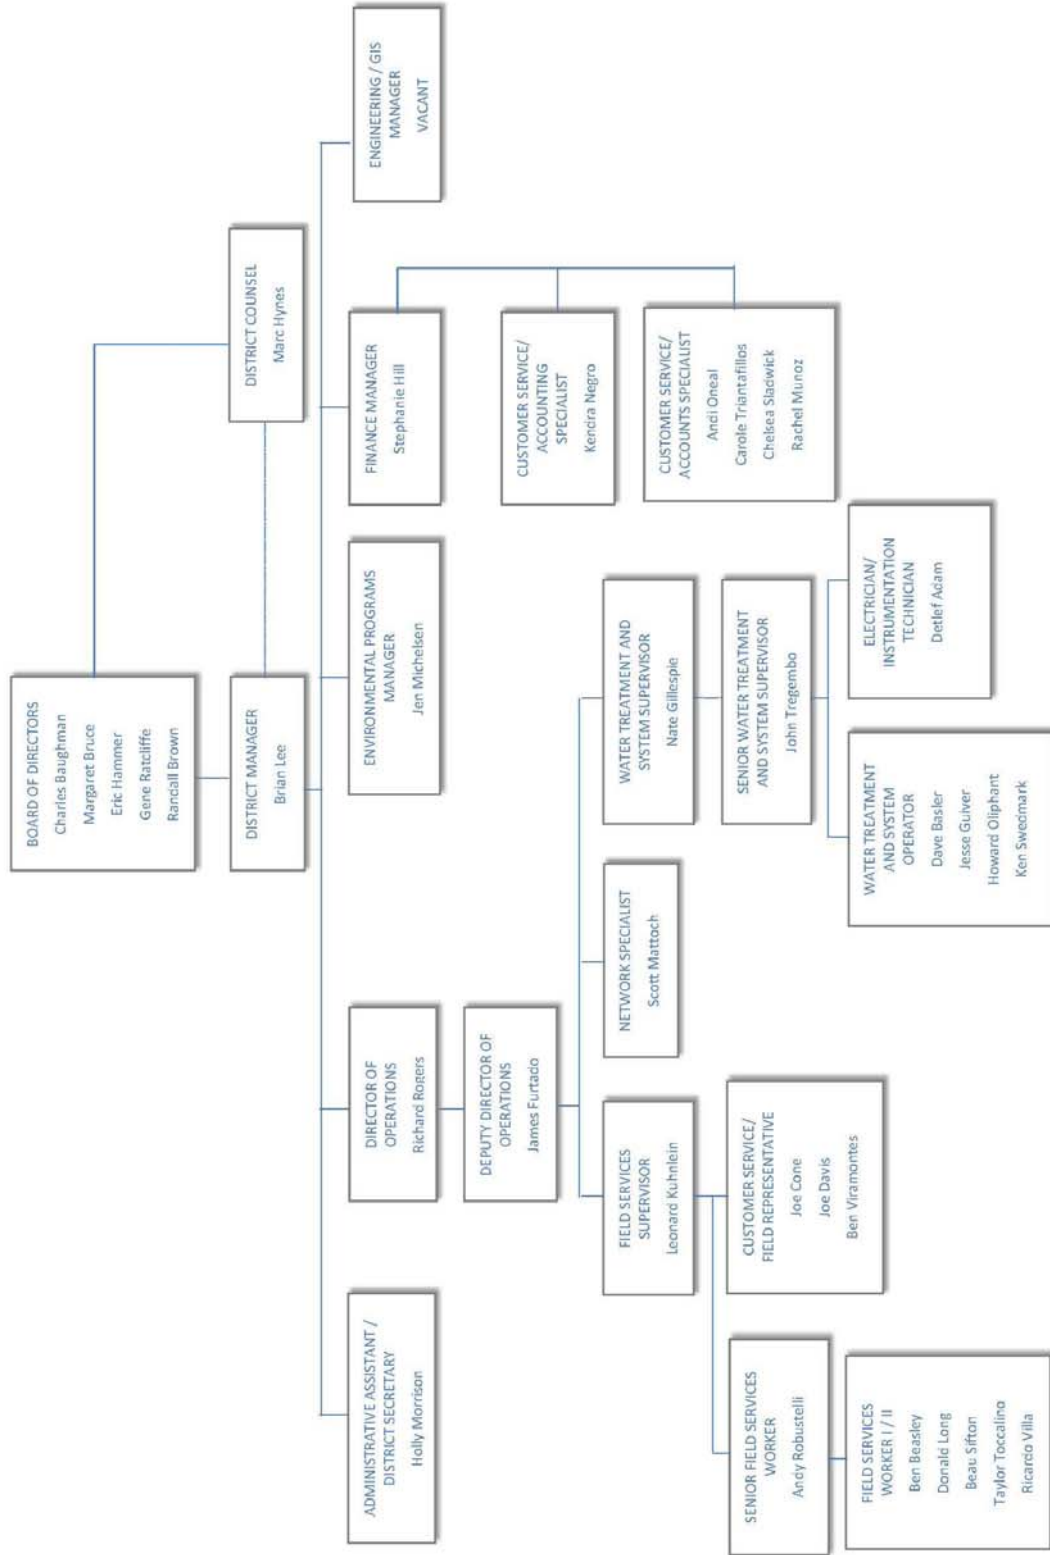 BOARD OF DIRECTORS
Charles Baughman
Margaret Bruce
Eric Hammer
Gene Ratcliffe
Randall Brown
DISTRICT COUNSEL
Marc Hynes
DISTRICT MANAGER
Brian Lee
ADMINISTRATIVE ASSISTANT /
DISTRICT SECRETARY
Holly Morrison
DIRECTOR OF
OPERATIONS
Richard Rogers
ENVIRONMENTAL PROGRAMS
MANAGER
Jen Michelsen
FINANCE MANAGER
Stephanie Hill
ENGINEERING / GIS
MANAGER
VACANT
DEPUTY DIRECTOR OF
OPERATIONS
James Furtado
CUSTOMER SERVICE/
ACCOUNTING
SPECIALIST
Kendra Negro
FIELD SERVICES
SUPERVISOR
Leonard Kuhnlein
NETWORK SPECIALIST
Scott Mattoch
WATER TREATMENT AND
SYSTEM SUPERVISOR
Nate Gillespie
CUSTOMER SERVICE/
ACCOUNTS SPECIALIST
Andi Oneal
Carole Triantafillos
Chelsea Sladwick
Rachel Munoz
SENIOR FIELD SERVICES
WORKER
Andy Robustelli
CUSTOMER SERVICE/
FIELD REPRESENTATIVE
Joe Cone
Joe Davis
Ben Viramontes
SENIOR WATER TREATMENT
AND SYSTEM SUPERVISOR
John Tregembo
FIELD SERVICES
WORKER I / II
Ben Beasley
Donald Long
Beau Sifton
Taylor Toccalino
Ricardo Villa
WATER TREATMENT
AND SYSTEM
OPERATOR
Dave Basler
Jesse Guiver
Howard Oliphant
Ken Swedmark
ELECTRICIAN/
INSTRUMENTATION
TECHNICIAN
Detlef Adam